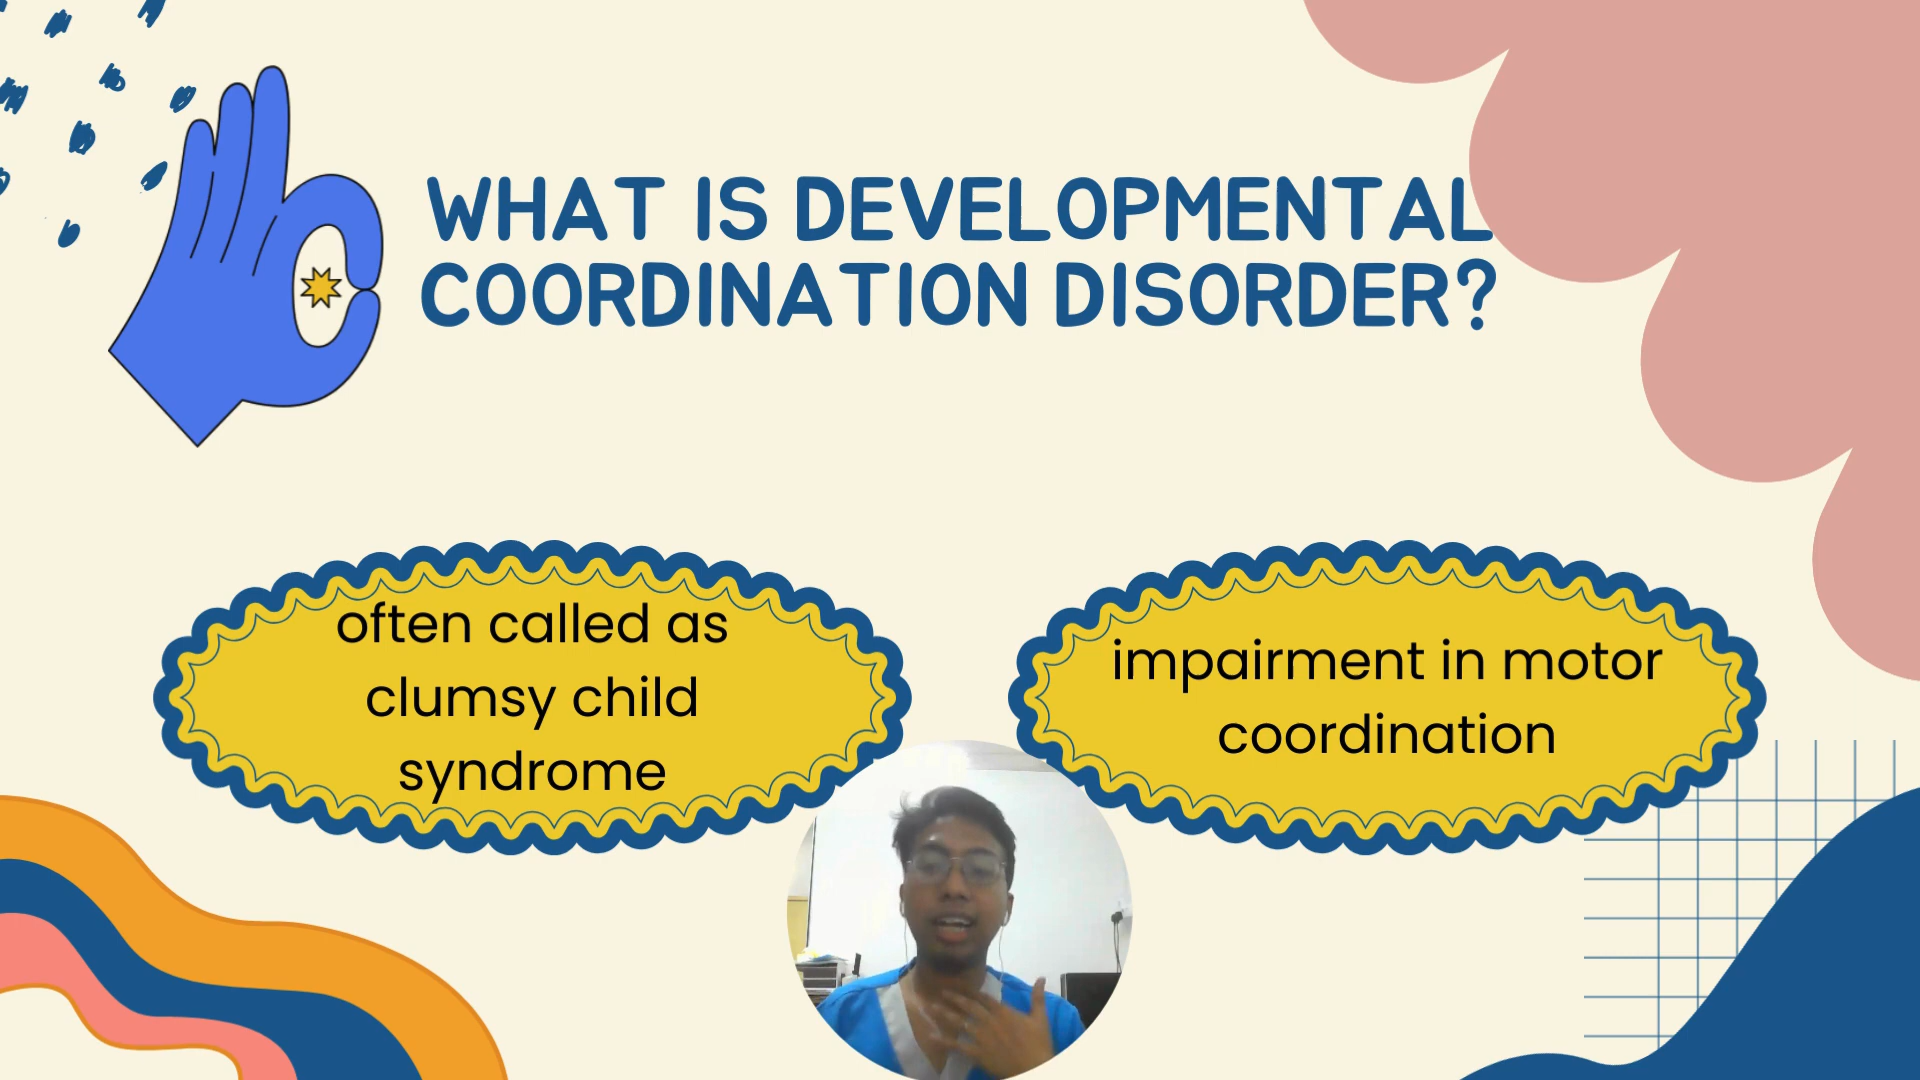 WHAT IS DEVELOPMENTAL
COORDINATION DISORDER?
often called as
clumsy child
syndrome
impairment in motor
coordination